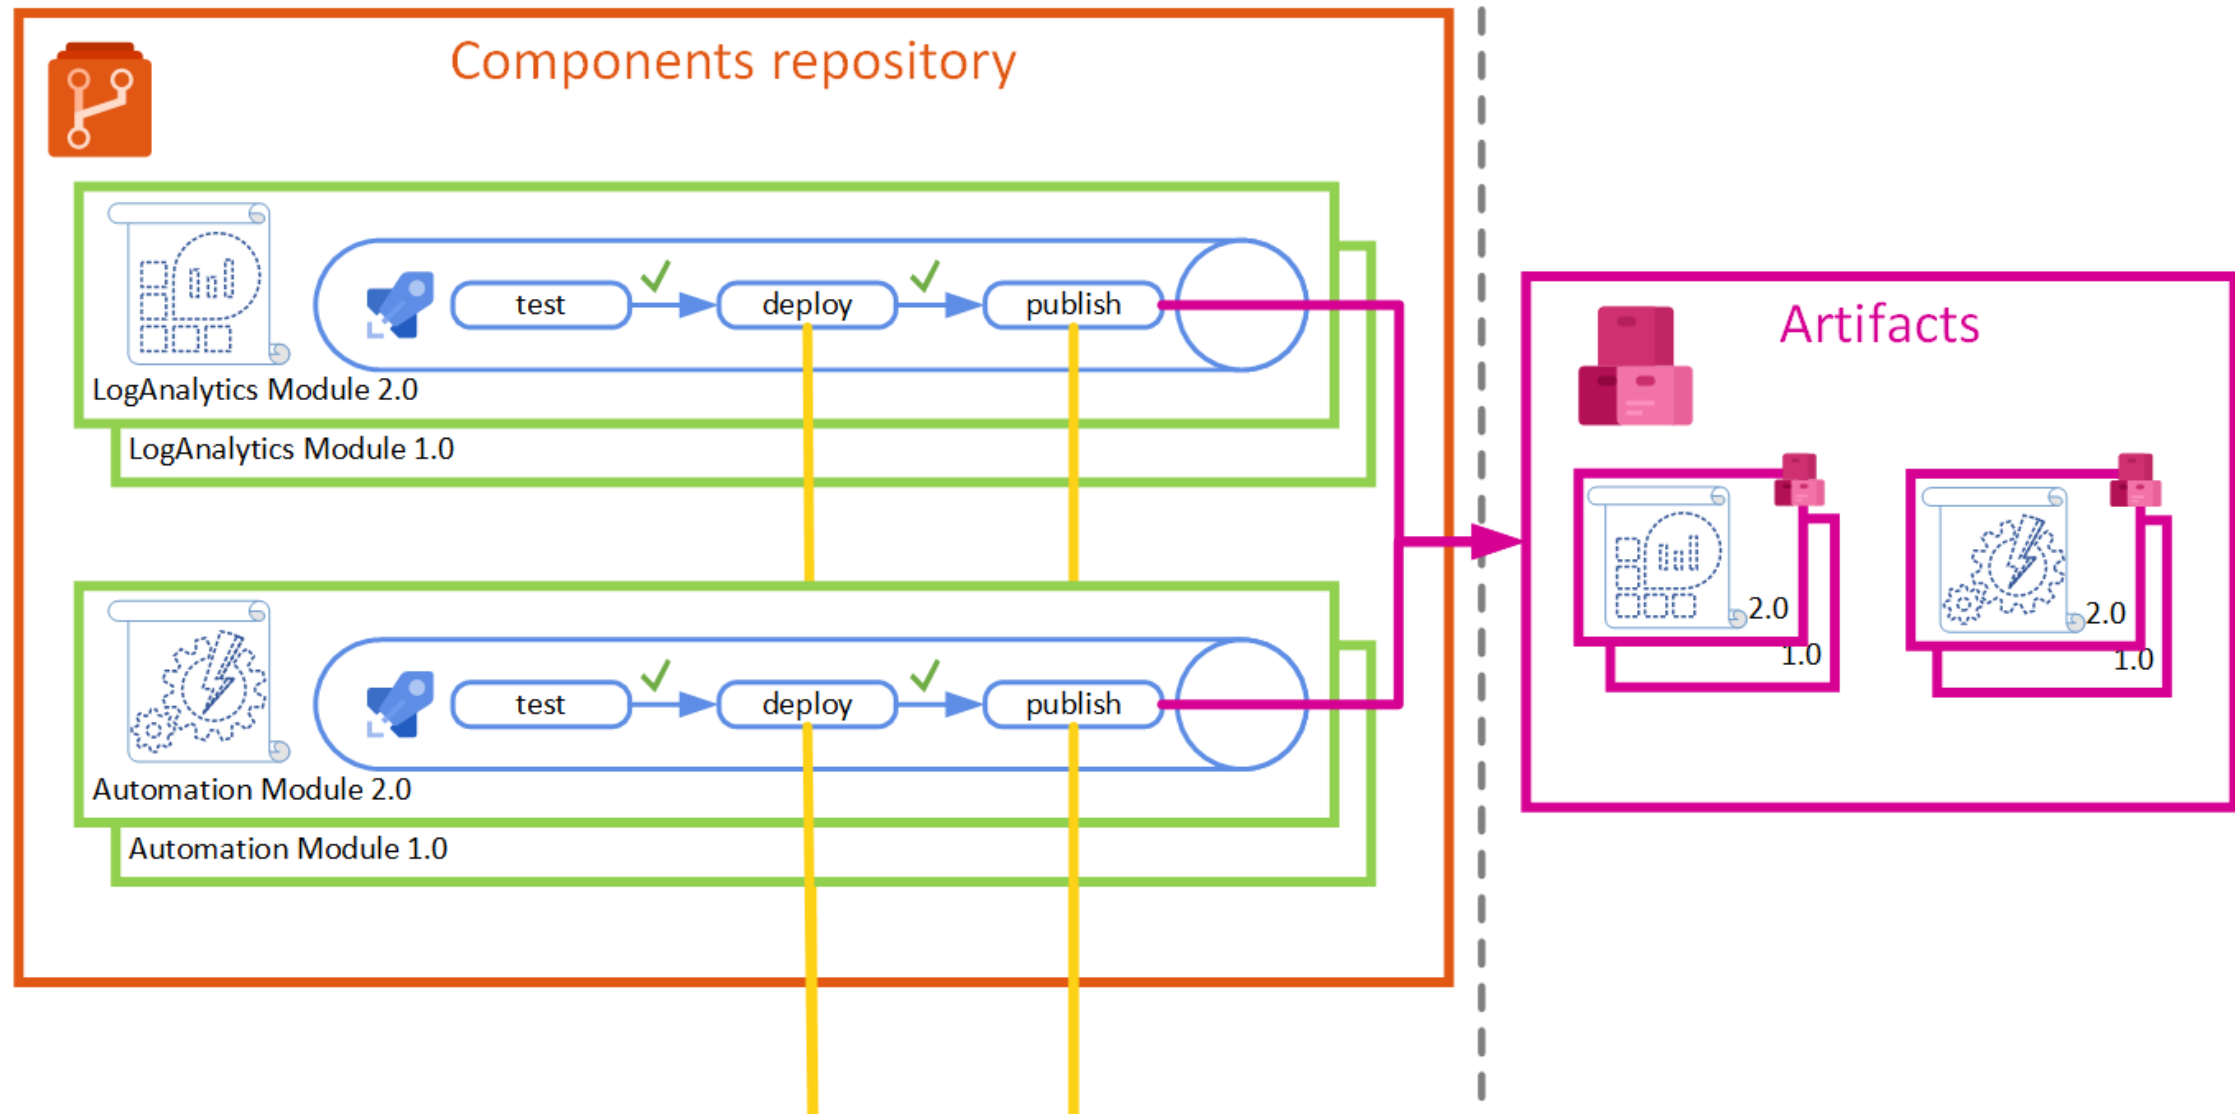 Components repository
test
deploy
publish
LogAnalytics Module 2.0
LogAnalytics Module 1.0
test
deploy
publish
Automation Module 2.0
Automation Module 1.0
Artifacts
2.0
1.0
2.0
1.0